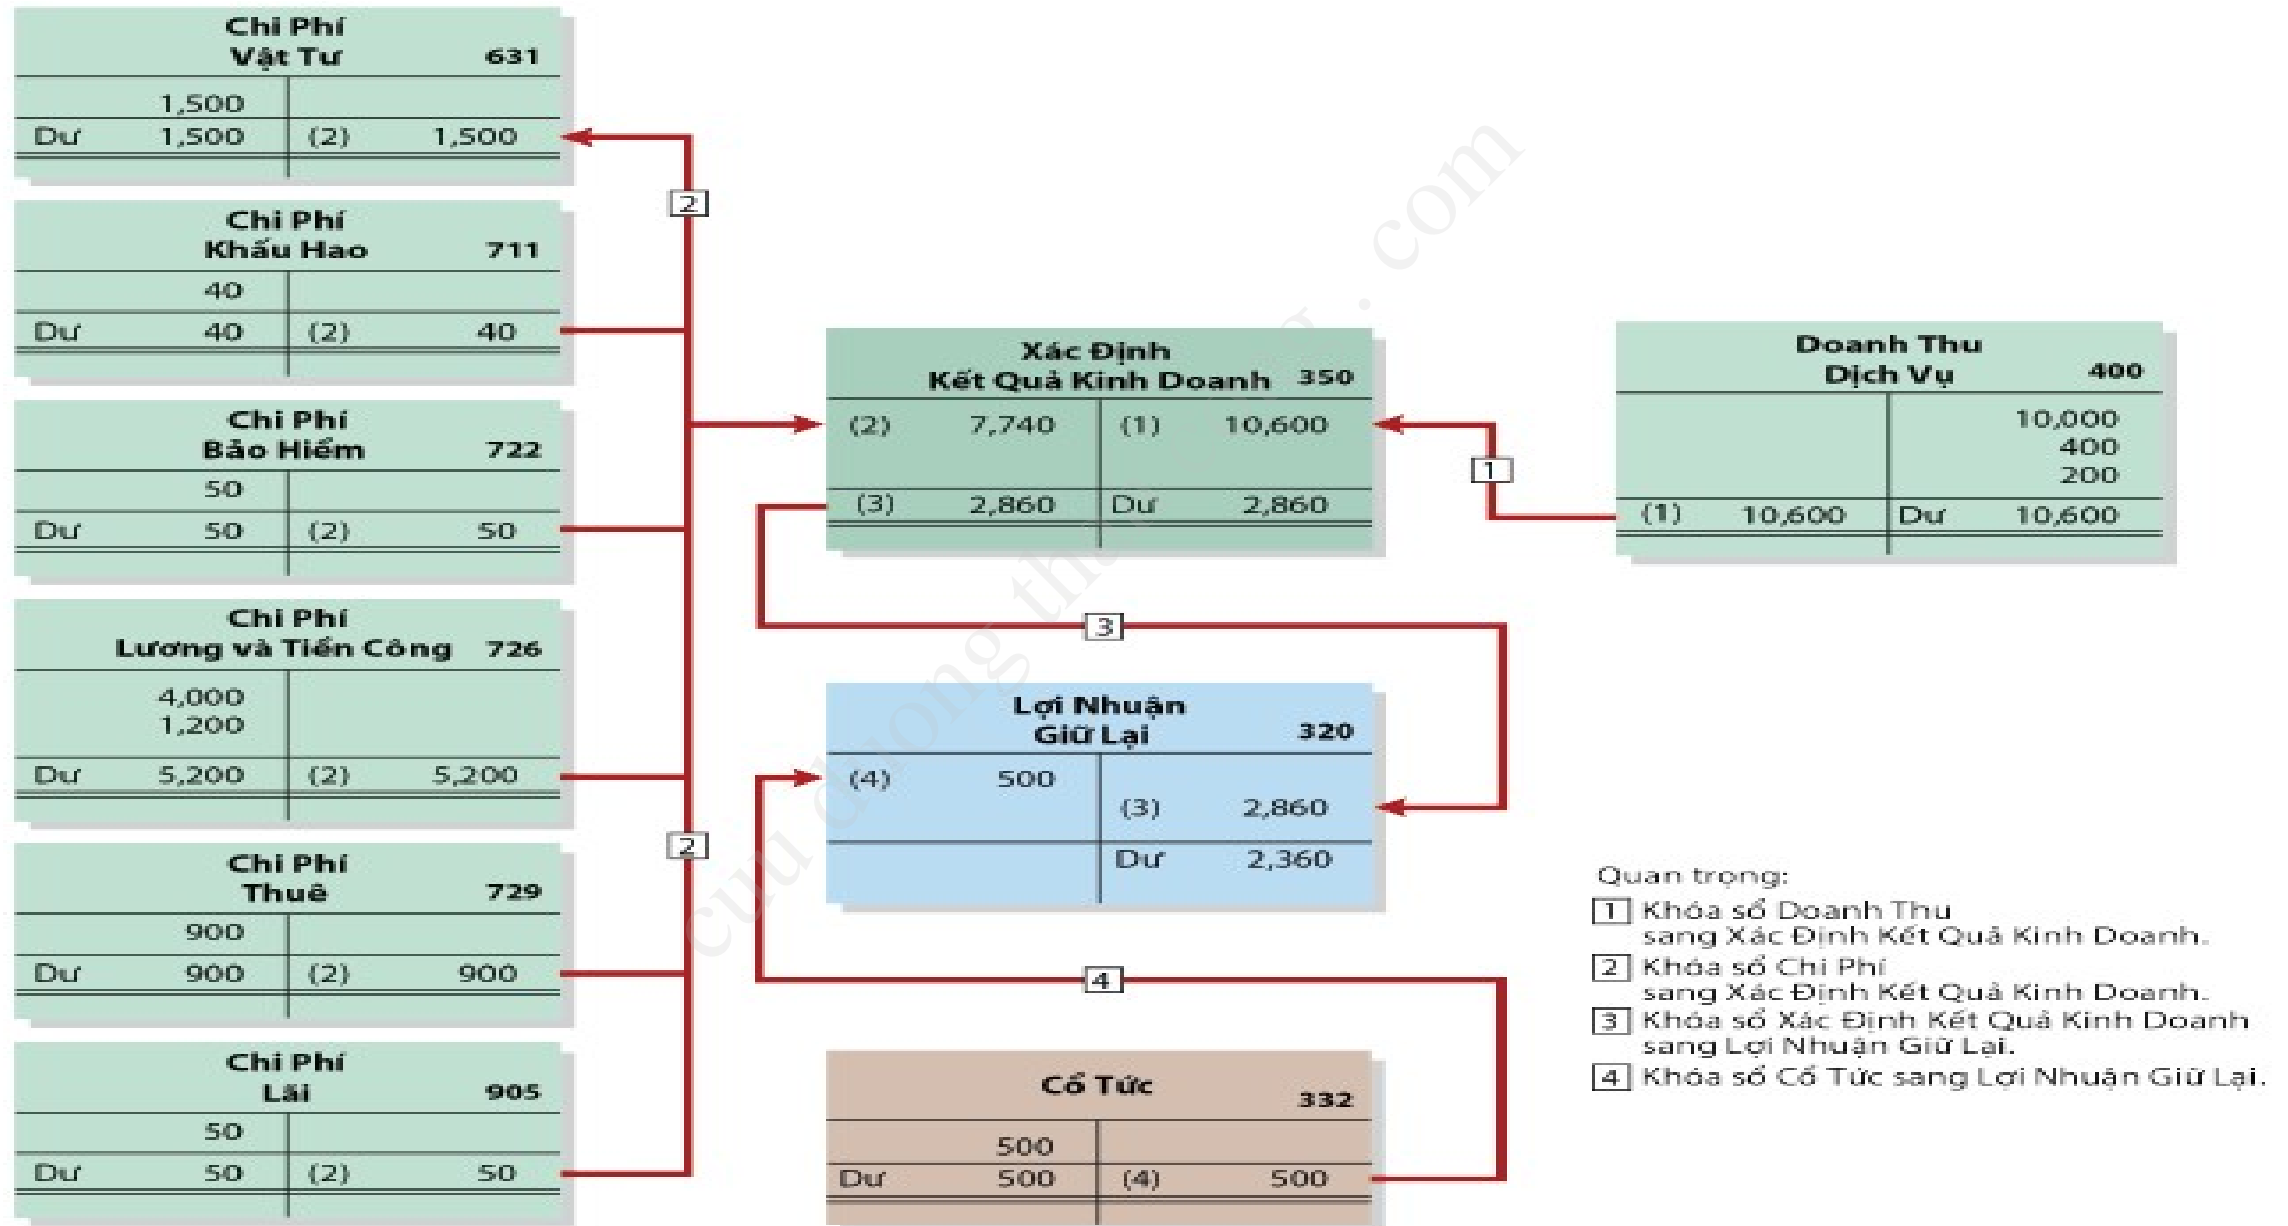 Chi Phí
Vật Tư 631
1,500
Dư 1,500 (2) 1,500
Chi Phí
Khấu Hao 711
40
Dư 40 (2) 40
Chi Phí
Bảo Hiểm 722
50
Dư 50 (2) 50
Chi Phí
Lương và Tiền Công 726
4,000
1,200
Dư 5,200 (2) 5,200
Chi Phí
Thuê 729
900
Dư 900 (2) 900
Chi Phí
Lãi 905
50
Dư 50 (2) 50
2
2
Xác Định
Kết Quả Kinh Doanh 350
(2) 7,740 (1) 10,600
(3) 2,860 Dư 2,860
1
Doanh Thu
Dịch Vụ 400
10,000
400
200
(1) 10,600 Dư 10,600
3
Lợi Nhuận
Giữ Lại 320
(4) 500
(3) 2,860
Dư 2,360
4
Cổ Tức 332
500
Dư 500 (4) 500
Quan trọng:
1 Khóa sổ Doanh Thu
sang Xác Định Kết Quả Kinh Doanh.
2 Khóa sổ Chi Phí
sang Xác Định Kết Quả Kinh Doanh.
3 Khóa sổ Xác Định Kết Quả Kinh Doanh
sang Lợi Nhuận Giữ Lại.
4 Khóa sổ Cổ Tức sang Lợi Nhuận Giữ Lại.